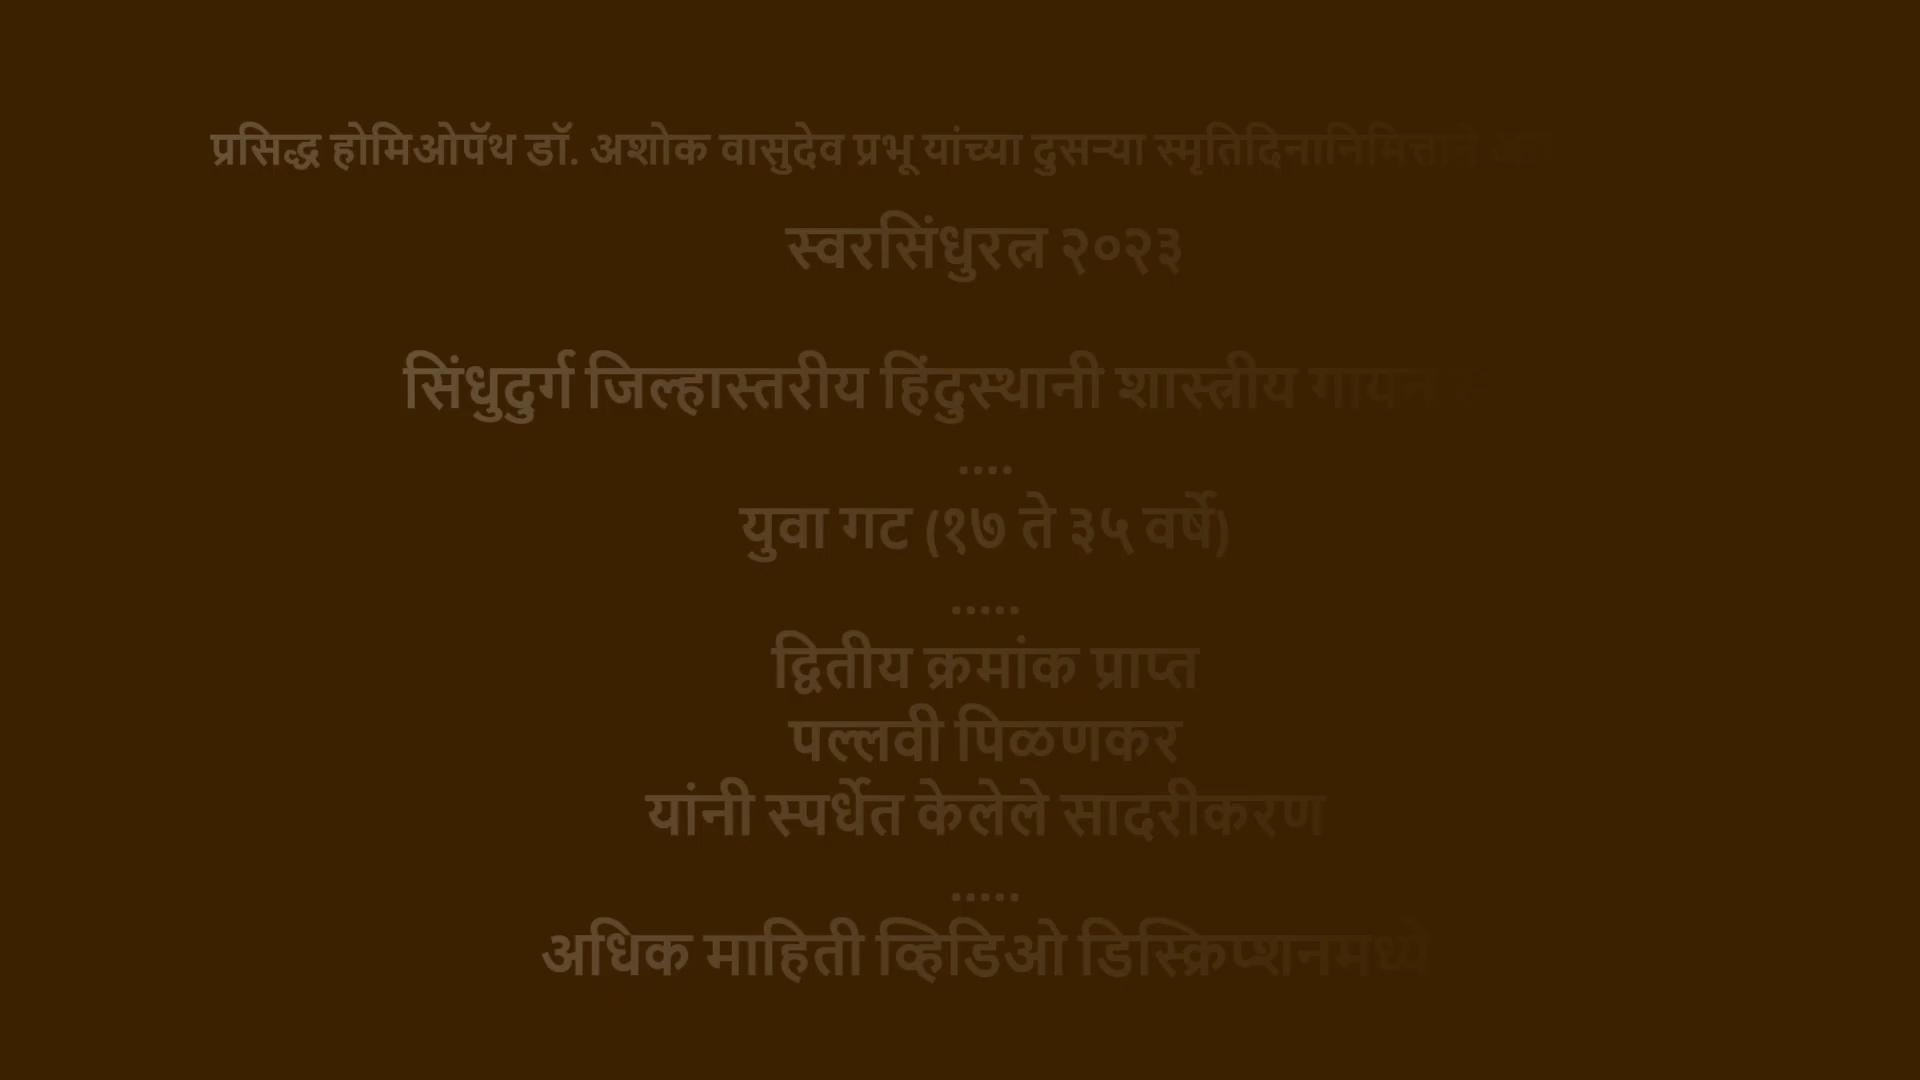 प्रसिद्ध होमिओपॅथ डॉ. अशोक वासुदेव प्रभू यांच्या दुसऱ्या स्मृतिदिनानिमित्ताने
स्वरसिंधुरत्न २०२३
सिंधुदुर्ग जिल्हास्तरीय हिंदुस्थानी शास्त्रीय गायन
....
युवा गट (१७ ते ३५ वर्षे)
.....
द्वितीय क्रमांक प्राप्त
पल्लवी पिळणकर
यांनी स्पर्धेत केलेले सादरीकरण
.....
अधिक माहिती व्हिडिओ डिस्क्रिप्शनमध्ये